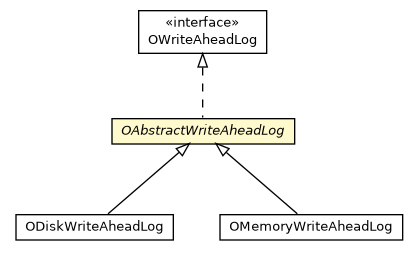 «interface»
OWriteAheadLog
OAbstractWriteAheadLog
ODiskWriteAheadLog
OMemoryWriteAheadLog